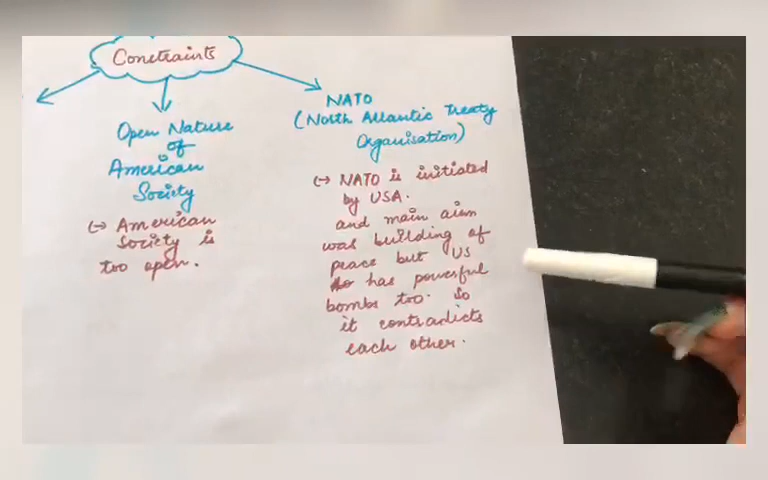 Constraints
Open Nature
of
American
Society
(→ American
society is
too open.
NATO
(North Atlantic Treaty
Organisation)
(→ NATO is initiated
by USA.
and main aim
was building of
peace but US
has powerful
bombs too. So
it contradicts
each other.